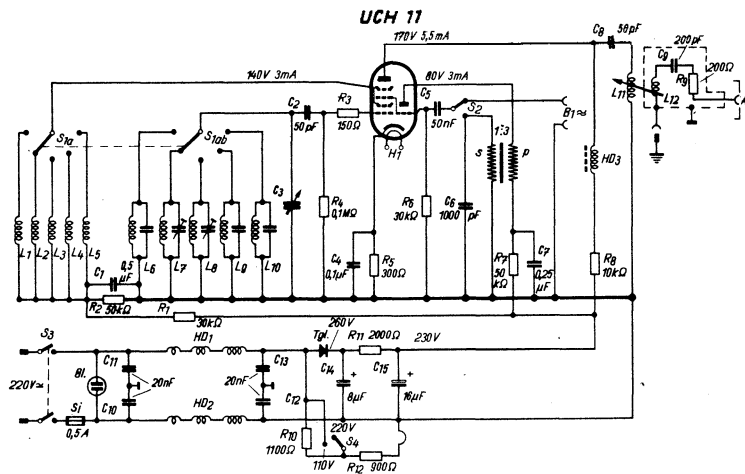 UCH 11
170V 5,5mA
C8
50pF
C9
200pF
R9
200Ω
L11
L12
A
140V 3mA
80V 3mA
C2
50pF
R3
150Ω
C5
50nF
S2
B1≈
S1a
S1ab
H1
1:3
s
p
HD3
C3
R4
0,1MΩ
R6
30kΩ
C6
1000 pF
L1
L2
L3
L4
L5
L6
L7
L8
L9
L10
C1
0,5 μF
C4
0,1μF
R5
300Ω
R7
50 kΩ
C7
0,25 μF
R8
10kΩ
R2
50kΩ
R1
30kΩ
S3
HD1
Tgl.
260V
R11
2000Ω
230V
C11
C13
C14
C15
220V≃
Bl.
20nF
20nF
+
8μF
+
16μF
C10
C12
Si
0,5A
HD2
R10
1100Ω
110V
220V
S4
R12
900Ω